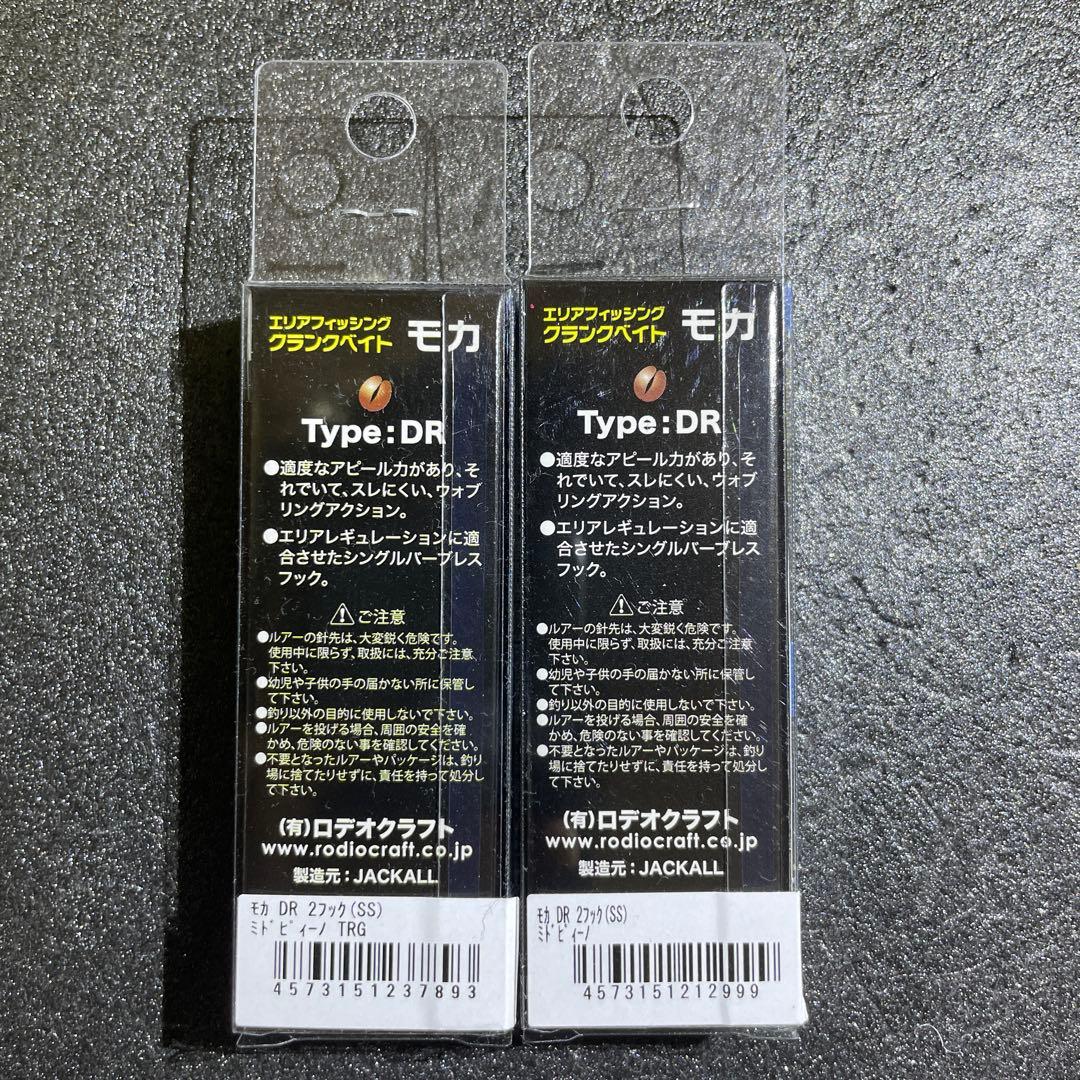 エリアフィッシング
クランクベイト モカ
Type:DR
●適度なアピール力があり、そ
れでいて、スレにくい、ウォブ
リングアクション。
●エリアレギュレーションに適
合させたシングルバーブレス
フック。
⚠ご注意
●ルアーの針先は、大変鋭く危険です。
使用中に限らず、取扱には、充分ご注意
下さい。
●幼児や子供の手の届かない所に保管し
て下さい。
●釣り以外の目的に使用しないで下さい。
●ルアーを投げる場合、周囲の安全を確
かめ、危険のない事を確認してください。
●不要となったルアーやパッケージは、釣り
場に捨てたりせずに、責任を持って処分し
て下さい。
(有)ロデオクラフト
www.rodiocraft.co.jp
製造元:JACKALL
ﾓｶ DR 2ﾌｯｸ(SS)
ﾐﾄﾞﾋﾟｨｰﾉ TRG
4573151237893
エリアフィッシング
クランクベイト モカ
Type:DR
●適度なアピール力があり、そ
れでいて、スレにくい、ウォブ
リングアクション。
●エリアレギュレーションに適
合させたシングルバーブレス
フック。
⚠ご注意
●ルアーの針先は、大変鋭く危険です。
使用中に限らず、取扱には、充分ご注意
下さい。
●幼児や子供の手の届かない所に保管し
て下さい。
●釣り以外の目的に使用しないで下さい。
●ルアーを投げる場合、周囲の安全を確
かめ、危険のない事を確認してください。
●不要となったルアーやパッケージは、釣り
場に捨てたりせずに、責任を持って処分し
て下さい。
(有)ロデオクラフト
www.rodiocraft.co.jp
製造元:JACKALL
ﾓｶ DR 2ﾌｯｸ(SS)
ﾐﾄﾞﾋﾟｨｰﾉ
4573151212999